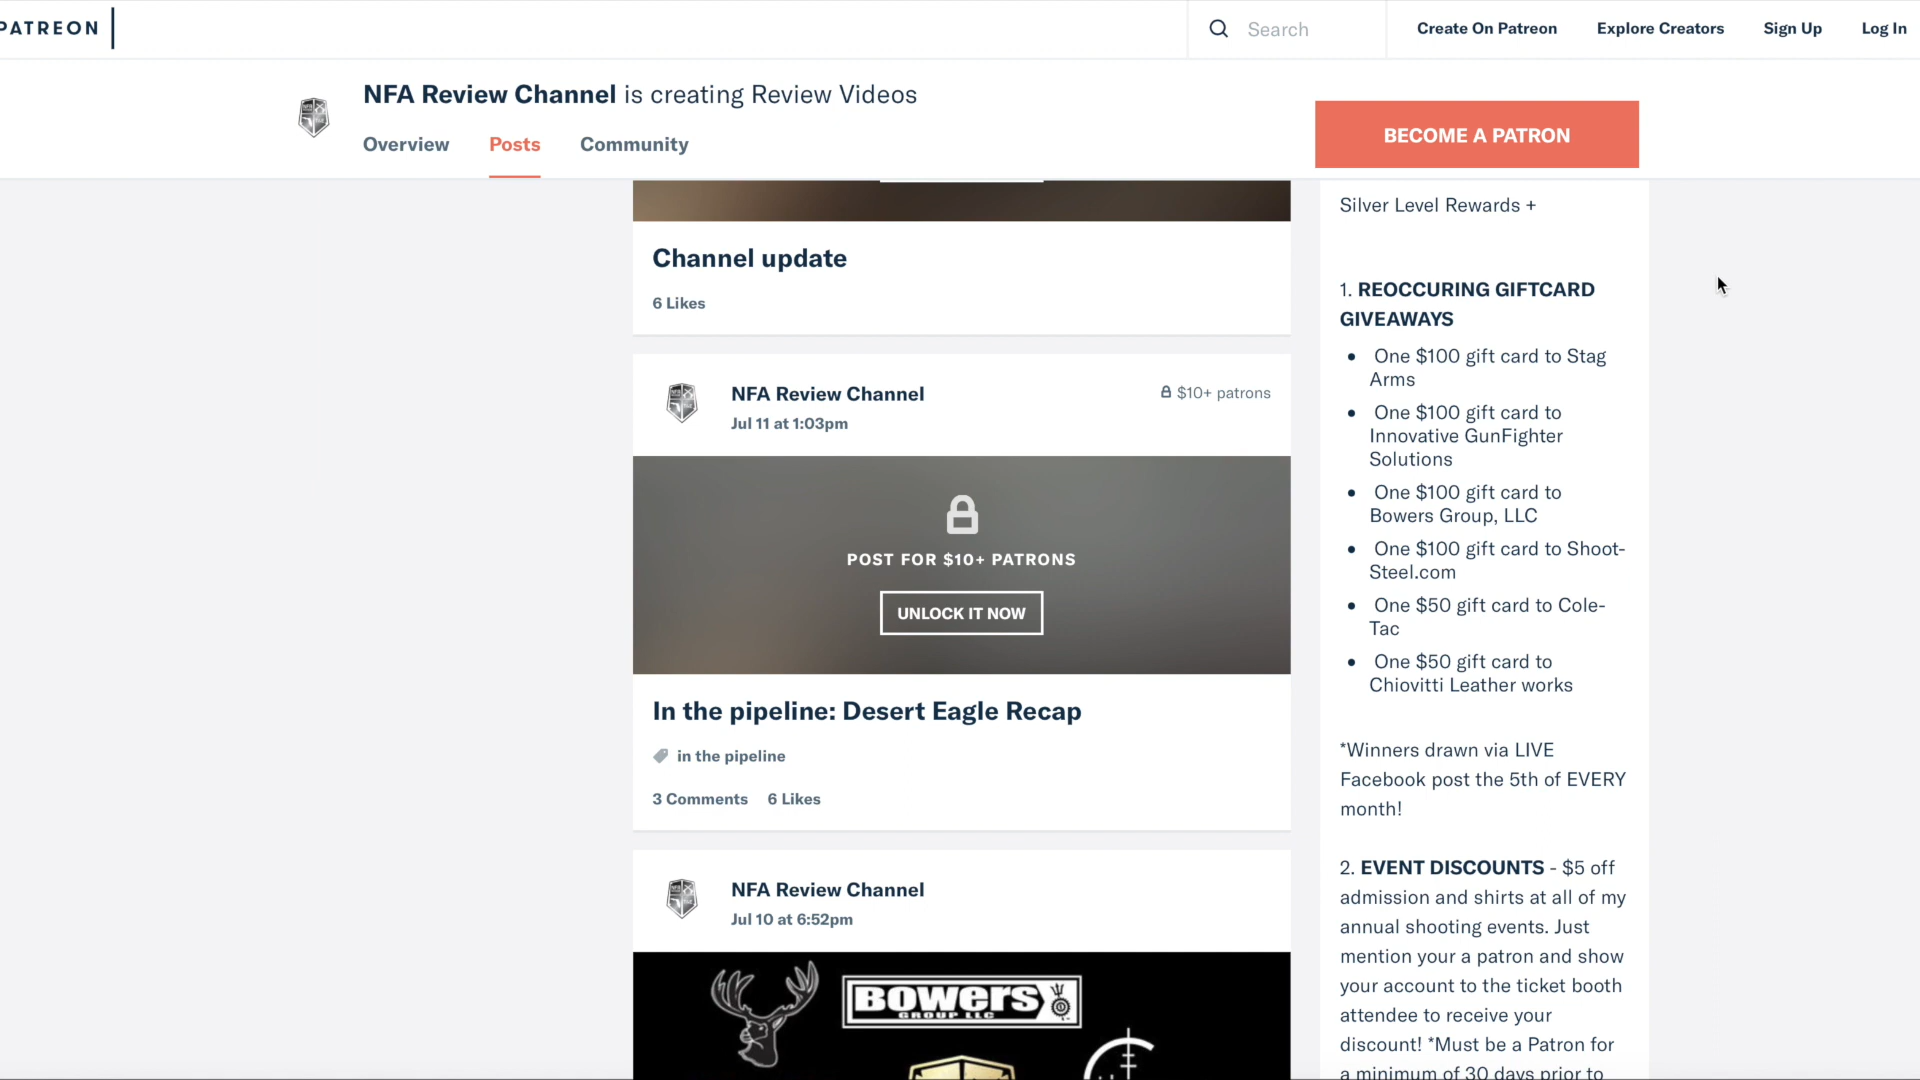 PATREON
Search
Create On Patreon
Explore Creators
Sign Up
Log In
NFA Review Channel is creating Review Videos
BECOME A PATRON
Overview
Posts
Community
Channel update
6 Likes
NFA Review Channel
$10+ patrons
Jul 11 at 1:03pm
POST FOR $10+ PATRONS
UNLOCK IT NOW
In the pipeline: Desert Eagle Recap
in the pipeline
3 Comments 6 Likes
NFA Review Channel
Jul 10 at 6:52pm
BOWERS
GROUP LLC
Silver Level Rewards +
1. REOCCURING GIFTCARD
GIVEAWAYS
• One $100 gift card to Stag
Arms
• One $100 gift card to
Innovative GunFighter
Solutions
• One $100 gift card to
Bowers Group, LLC
• One $100 gift card to Shoot-
Steel.com
• One $50 gift card to Cole-
Tac
• One $50 gift card to
Chiovitti Leather works
*Winners drawn via LIVE
Facebook post the 5th of EVERY
month!
2. EVENT DISCOUNTS - $5 off
admission and shirts at all of my
annual shooting events. Just
mention your a patron and show
your account to the ticket booth
attendee to receive your
discount! *Must be a Patron for
a minimum of 30 days prior to